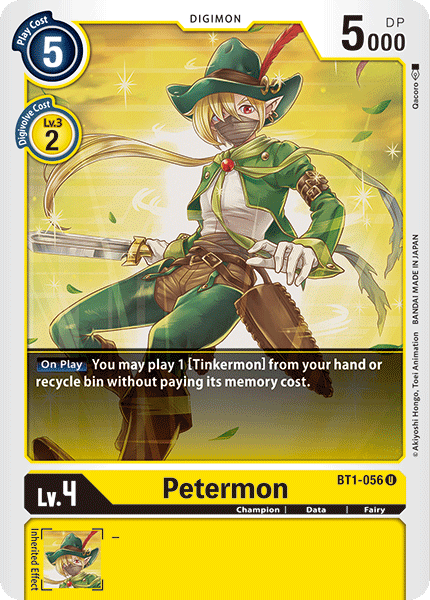 Play Cost
5
DIGIMON
DP
5000
Digivolve Cost
Lv.3
2
Qacoro
©Akiyoshi Hongo, Toei Animation BANDAI MADE IN JAPAN
On Play You may play 1 [Tinkermon] from your hand or
recycle bin without paying its memory cost.
BT1-056 U
Lv.4
Petermon
Champion | Data | Fairy
Inherited Effect
–